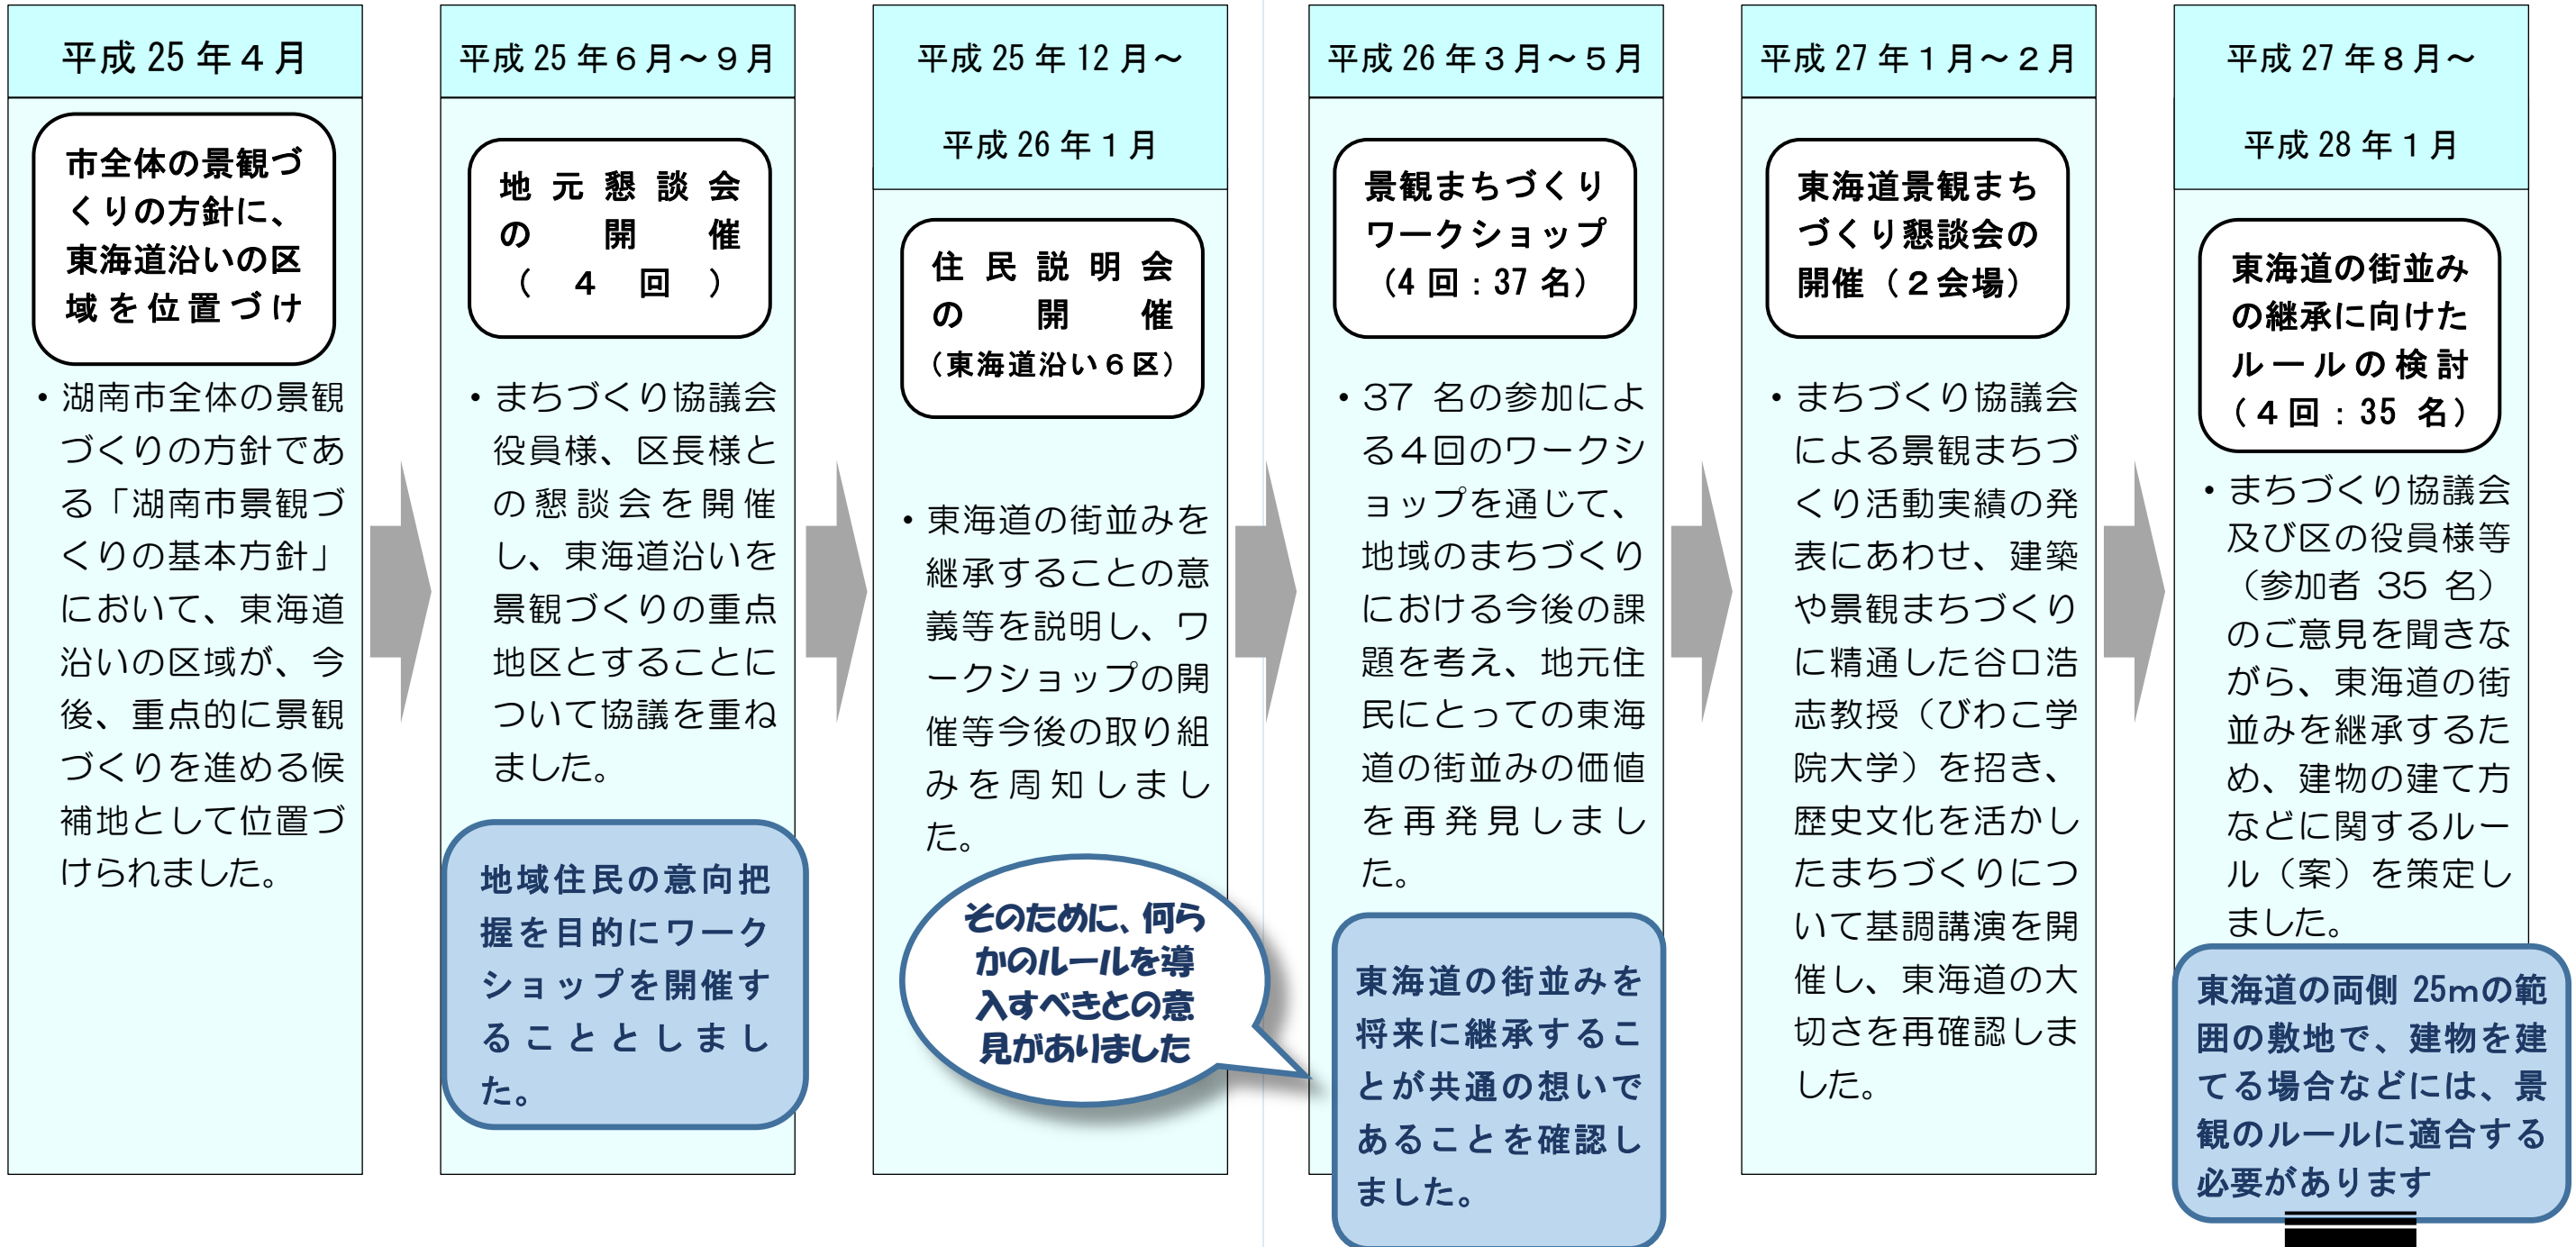 平成 25 年 4 月
市全体の景観づ
くりの方針に、
東海道沿いの区
域を位置づけ
・湖南市全体の景観
づくりの方針であ
る「湖南市景観づ
くりの基本方針」
において、東海道
沿いの区域が、今
後、重点的に景観
づくりを進める候
補地として位置づ
けられました。
平成 25 年 6 月～9 月
地元懇談会
の開催
（4回）
・まちづくり協議会
役員様、区長様と
の懇談会を開催
し、東海道沿いを
景観づくりの重点
地区とすることに
ついて協議を重ね
ました。
地域住民の意向把
握を目的にワーク
ショップを開催す
ることとしまし
た。
平成 25 年 12 月～
平成 26 年 1 月
住民説明会
の開催
（東海道沿い６区）
・東海道の街並みを
継承することの意
義等を説明し、ワ
ークショップの開
催等今後の取り組
みを周知しまし
た。
そのために、何ら
かのルールを導
入すべきとの意
見がありました
平成 26 年 3 月～5 月
景観まちづくり
ワークショップ
（4 回：37 名）
・37 名の参加によ
る４回のワークシ
ョップを通じて、
地域のまちづくり
における今後の課
題を考え、地元住
民にとっての東海
道の街並みの価値
を再発見しまし
た。
東海道の街並みを
将来に継承するこ
とが共通の想いで
あることを確認し
ました。
平成 27 年 1 月～2 月
東海道景観まち
づくり懇談会の
開催（２会場）
・まちづくり協議会
による景観まちづ
くり活動実績の発
表にあわせ、建築
や景観まちづくり
に精通した谷口浩
志教授（びわこ学
院大学）を招き、
歴史文化を活かし
たまちづくりにつ
いて基調講演を開
催し、東海道の大
切さを再確認しま
した。
平成 27 年 8 月～
平成 28 年 1 月
東海道の街並み
の継承に向けた
ルールの検討
（４回：35 名）
・まちづくり協議会
及び区の役員様等
（参加者 35 名）
のご意見を聞きな
がら、東海道の街
並みを継承するた
め、建物の建て方
などに関するルー
ル（案）を策定し
ました。
東海道の両側 25ｍの範
囲の敷地で、建物を建
てる場合などには、景
観のルールに適合する
必要があります